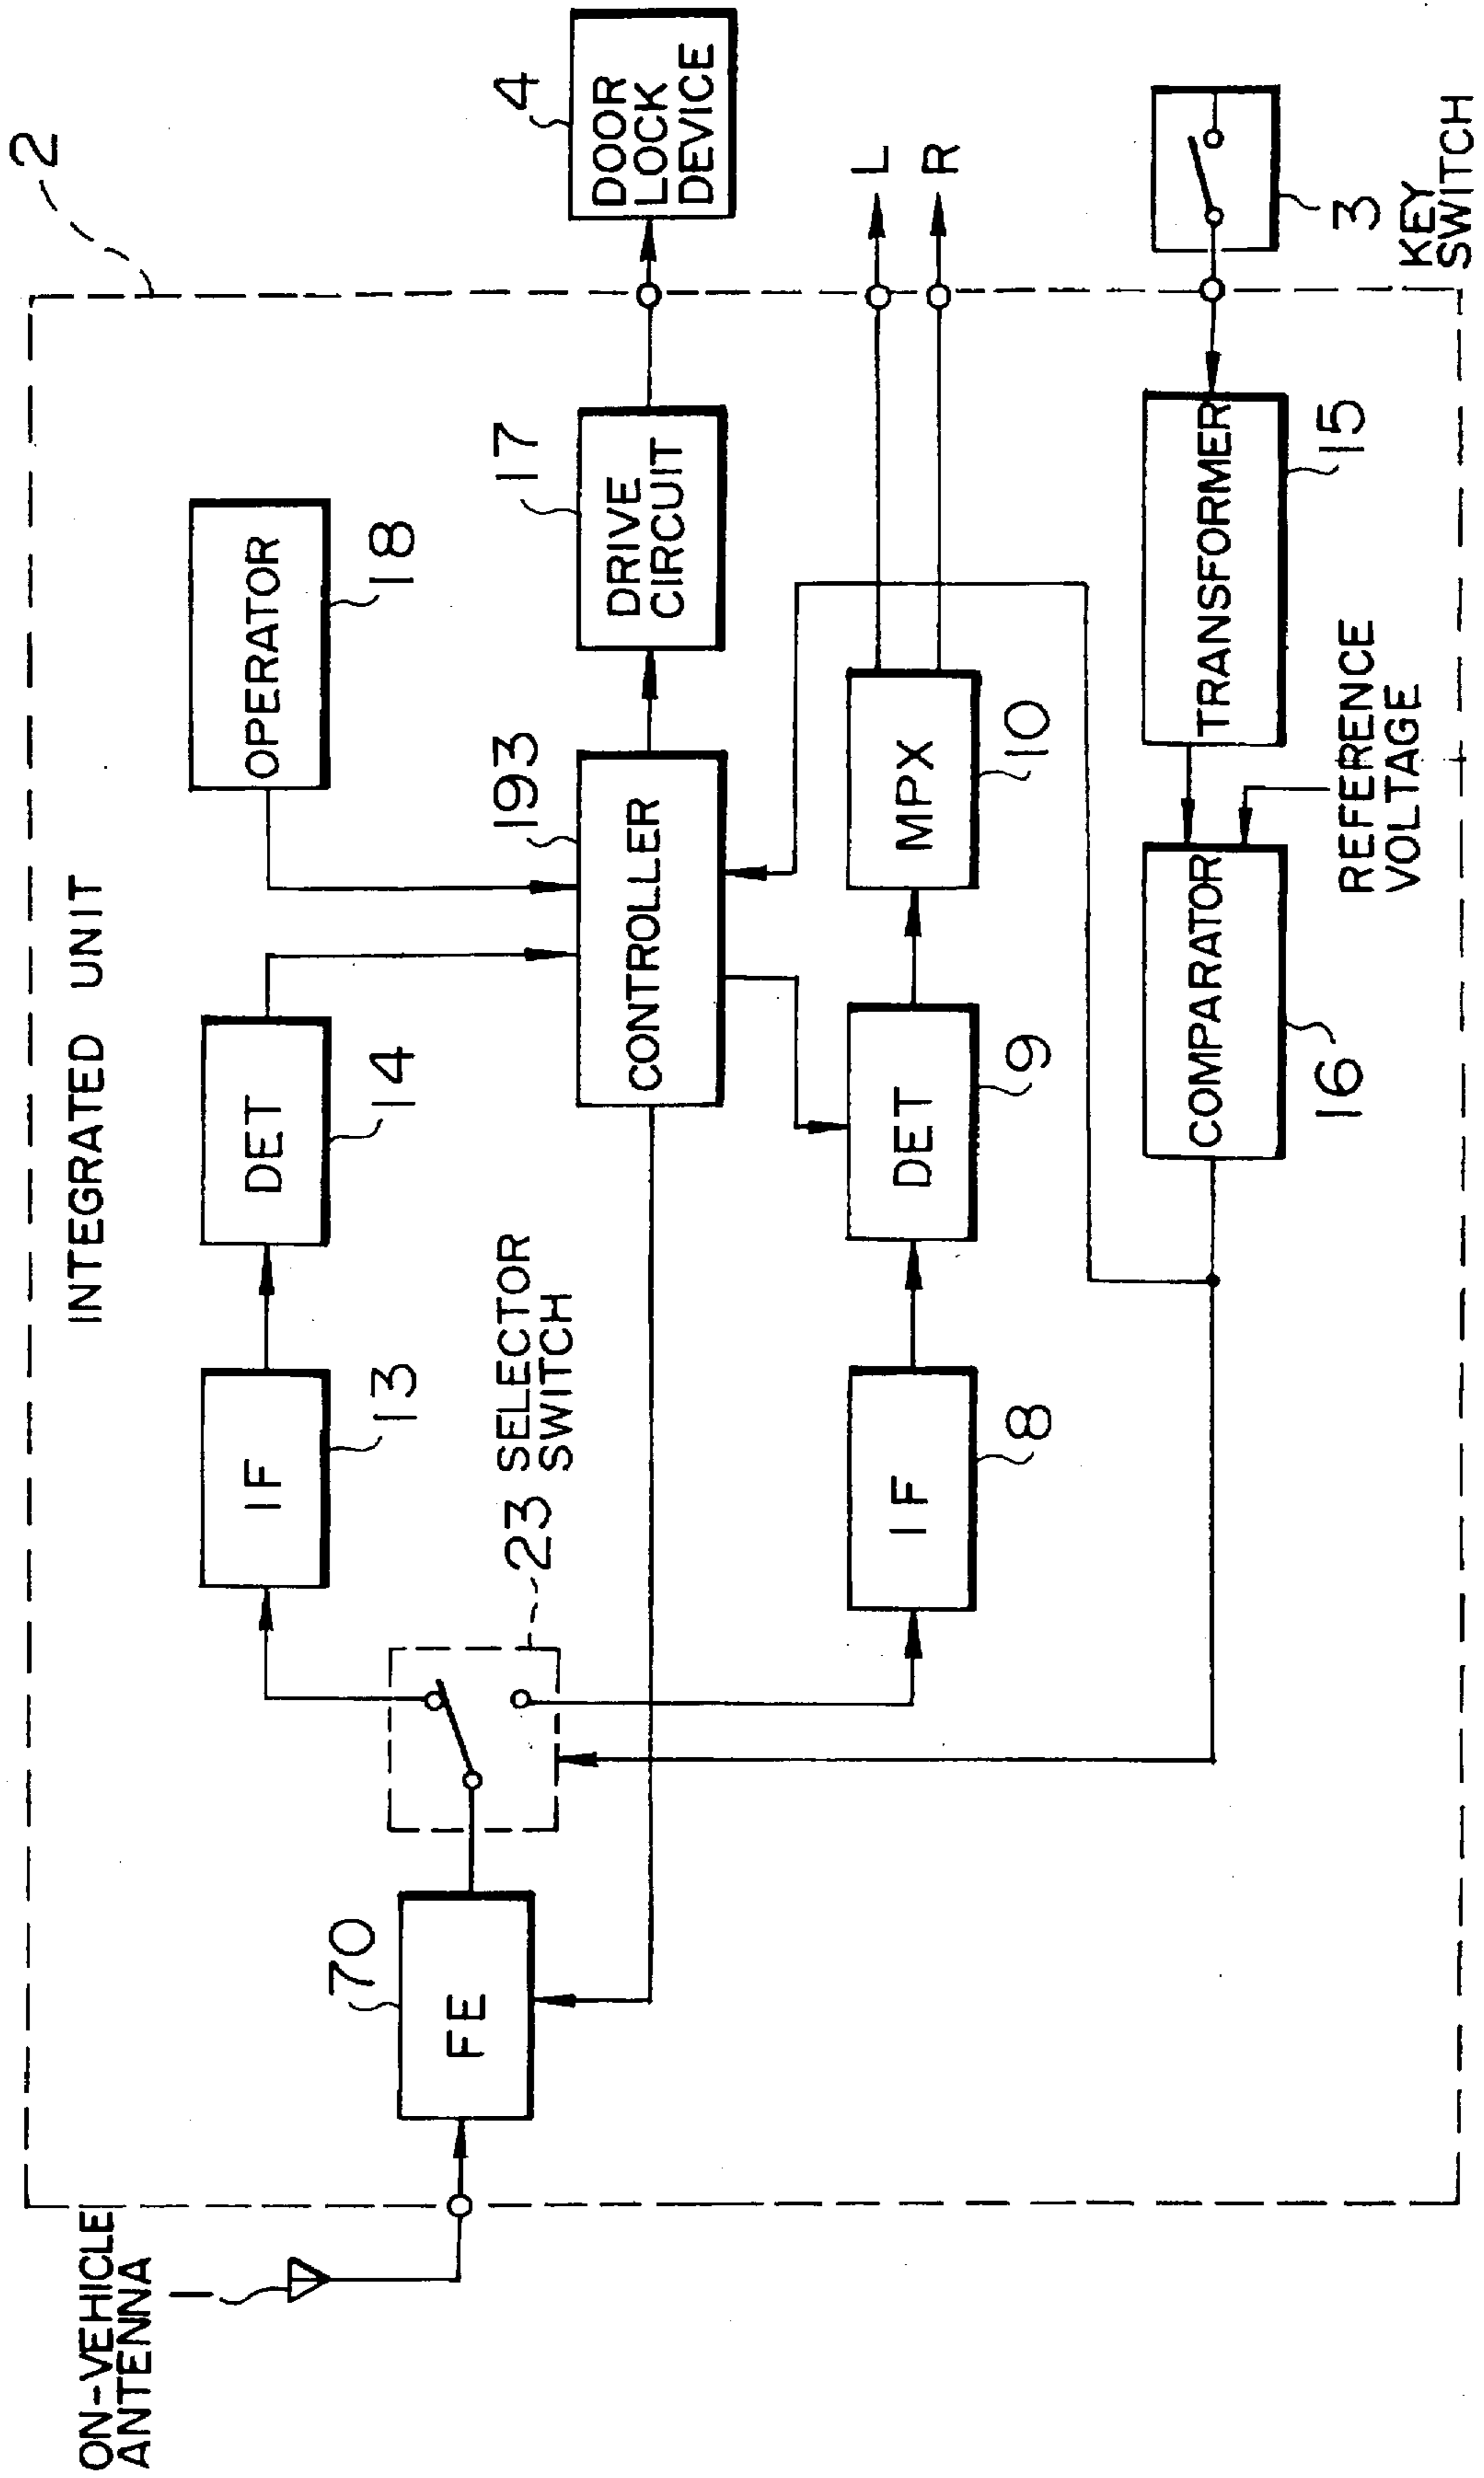 INTEGRATED UNIT
2
ON-VEHICLE
ANTENNA
1
70
FE
23 SELECTOR
SWITCH
IF
13
DET
14
OPERATOR
18
193
CONTROLLER
17
DRIVE
CIRCUIT
4
DOOR
LOCK
DEVICE
IF
8
DET
9
MPX
10
L
R
COMPARATOR
16
REFERENCE
VOLTAGE
TRANSFORMER
15
3
KEY
SWITCH